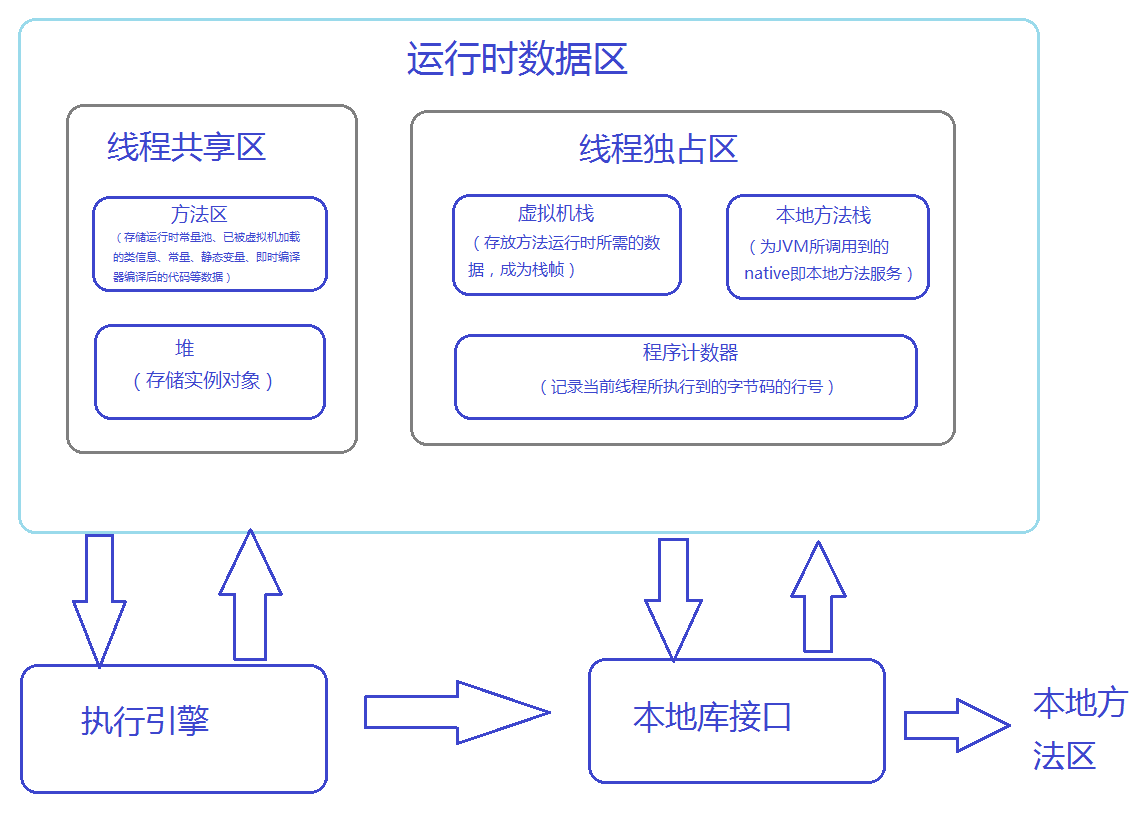 运行时数据区
线程共享区
方法区
（存储运行时常量池、已被虚拟机加载
的类信息、常量、静态变量、即时编译
器编译后的代码等数据）
堆
（存储实例对象）
线程独占区
虚拟机栈
（存放方法运行时所需的数
据，成为栈帧）
本地方法栈
（为JVM所调用到的
native即本地方法服务）
程序计数器
（记录当前线程所执行到的字节码的行号）
执行引擎
本地库接口
本地方
法区